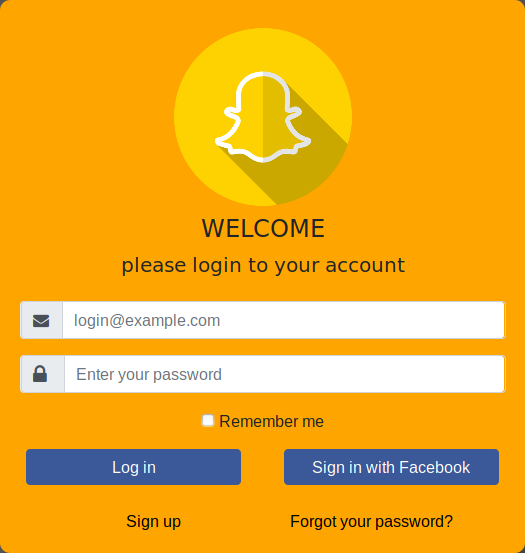 WELCOME
please login to your account
login@example.com
Enter your password
Remember me
Log in
Sign in with Facebook
Sign up
Forgot your password?